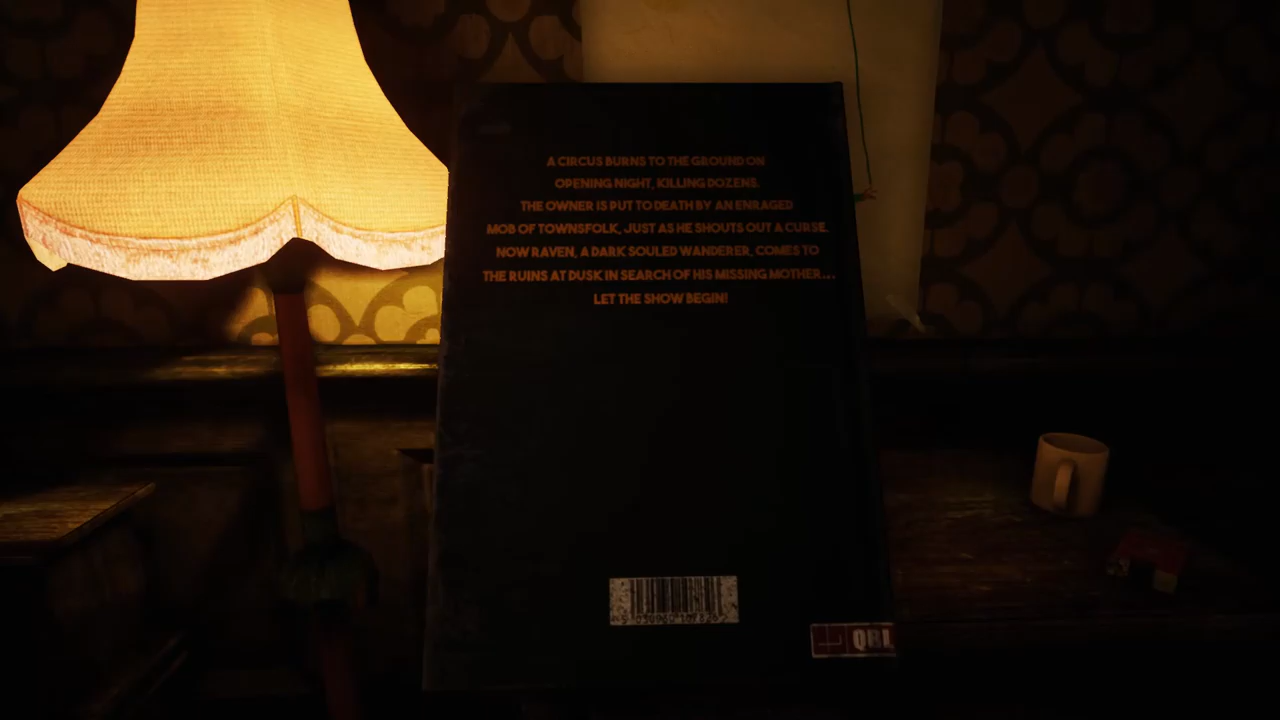 A CIRCUS BURNS TO THE GROUND ON
OPENING NIGHT, KILLING DOZENS.
THE OWNER IS PUT TO DEATH BY AN ENRAGED
MOB OF TOWNSFOLK, JUST AS HE SHOUTS OUT A CURSE.
NOW RAVEN, A DARK SOULED WANDERER, COMES TO
THE RUINS AT DUSK IN SEARCH OF HIS MISSING MOTHER...
LET THE SHOW BEGIN!